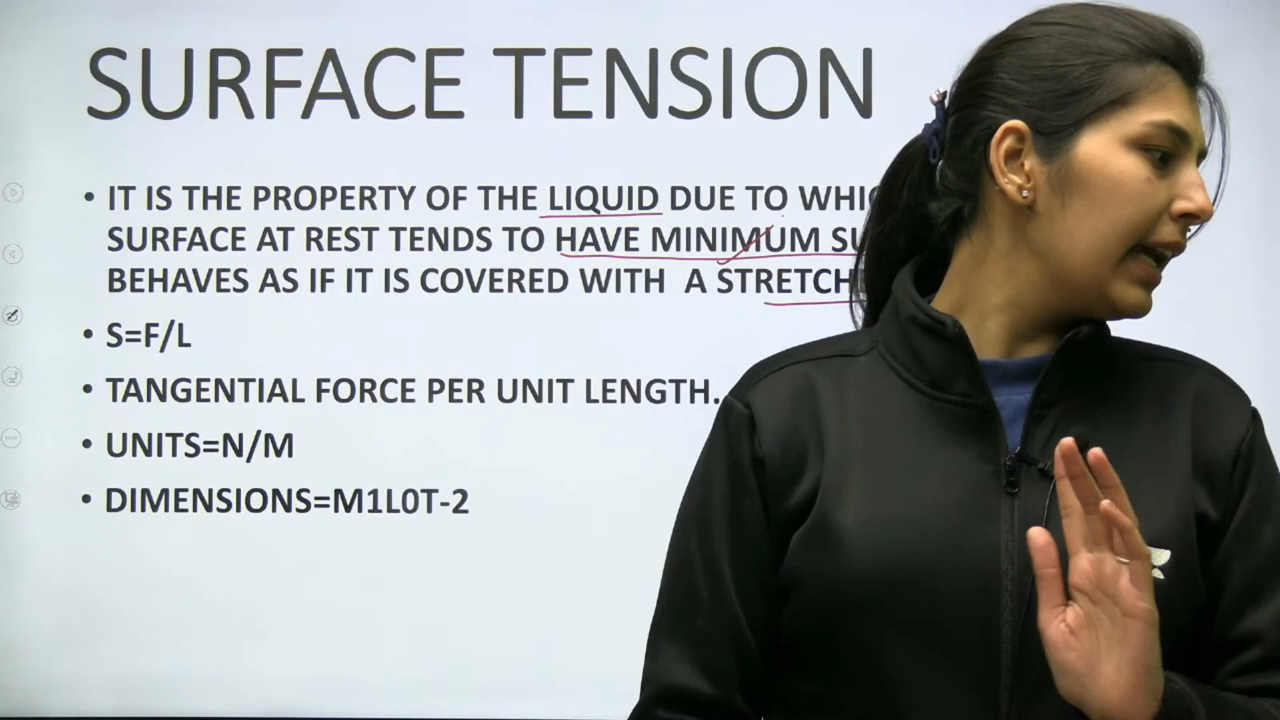 SURFACE TENSION
• IT IS THE PROPERTY OF THE LIQUID DUE TO
SURFACE AT REST TENDS TO HAVE MINIMUM
BEHAVES AS IF IT IS COVERED WITH A
• S=F/L
• TANGENTIAL FORCE PER UNIT LENGTH.
• UNITS=N/M
• DIMENSIONS=M1L0T-2